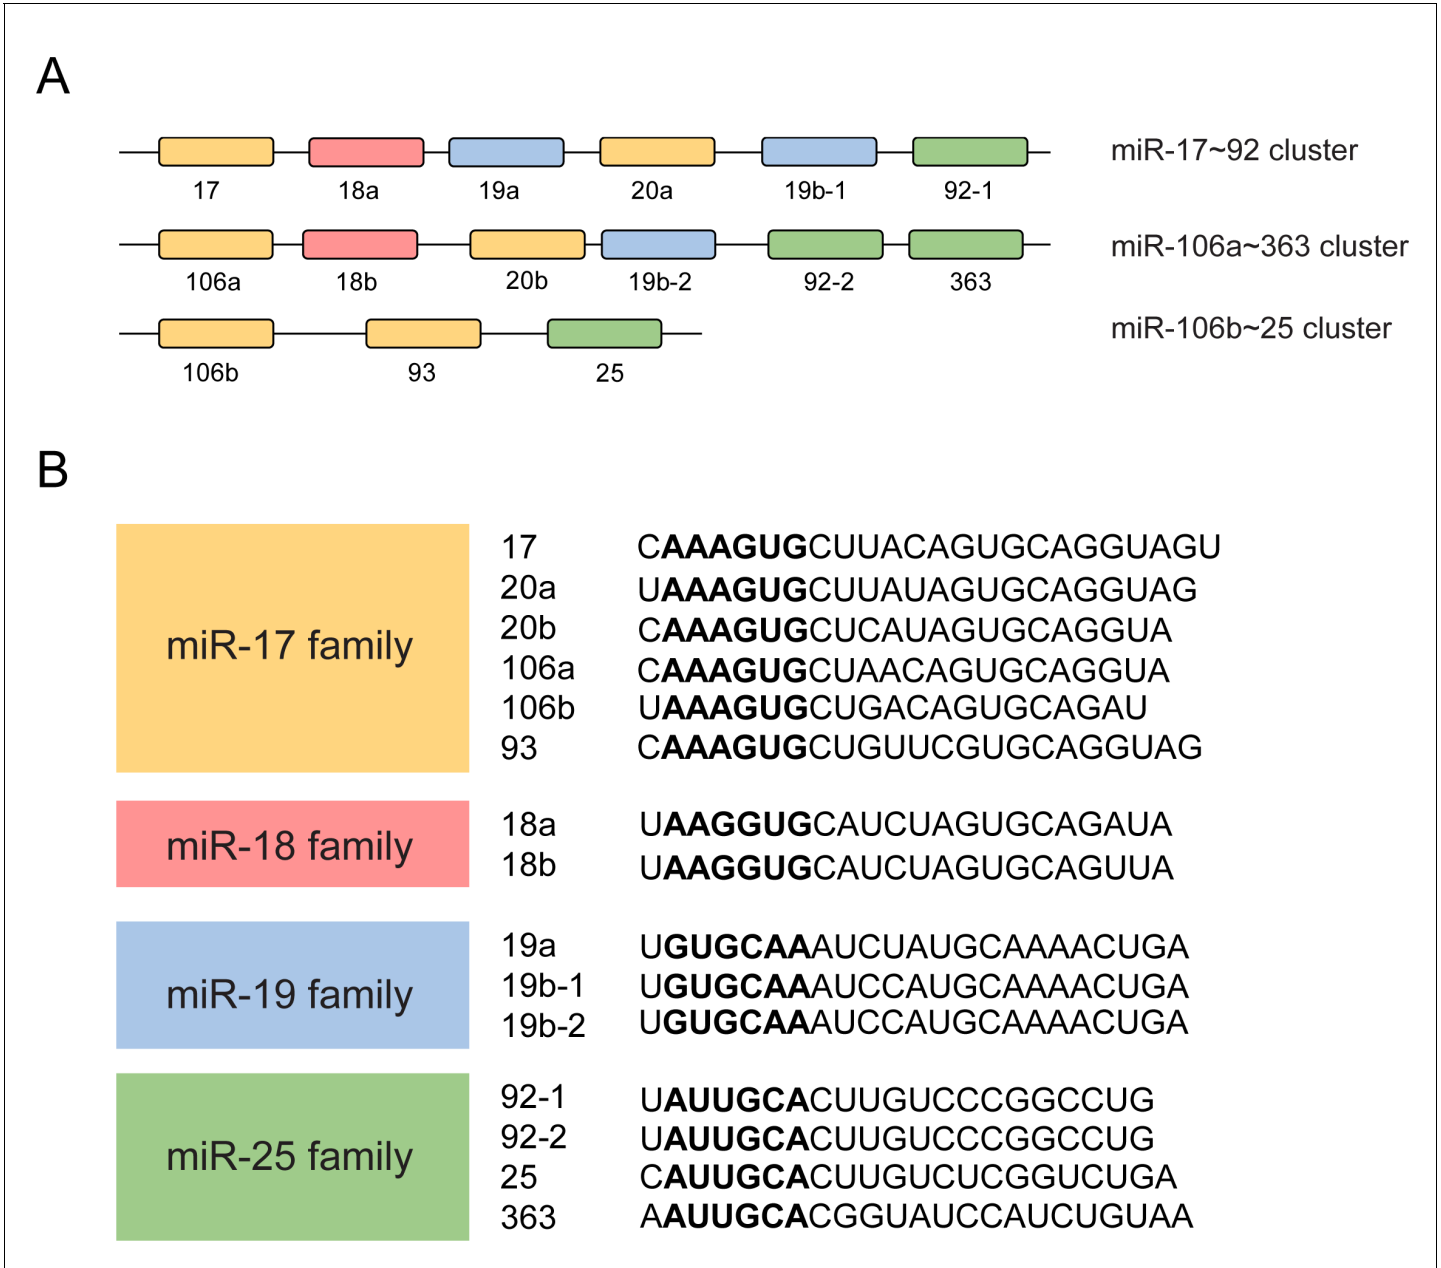 A
miR-17~92 cluster
17 18a 19a 20a 19b-1 92-1
miR-106a~363 cluster
106a 18b 20b 19b-2 92-2 363
miR-106b~25 cluster
106b 93 25
B
miR-17 family
17 CAAAGUGCUUACAGUGCAGGUAGU
20a UAAAGUGCUUAUAGUGCAGGUAG
20b CAAAGUGCUCAUAGUGCAGGUA
106a CAAAGUGCUAACAGUGCAGGUA
106b UAAAGUGCUGACAGUGCAGAU
93 CAAAGUGCUGUUCGUGCAGGUAG
miR-18 family
18a UAAGGUGCAUCUAGUGCAGAUA
18b UAAGGUGCAUCUAGUGCAGUUA
miR-19 family
19a UGUGCAAAUCUAUGCAAAACUGA
19b-1 UGUGCAAAUCCAUGCAAAACUGA
19b-2 UGUGCAAAUCCAUGCAAAACUGA
miR-25 family
92-1 UAUUGCACUUGUCCCGGCCUG
92-2 UAUUGCACUUGUCCCGGCCUG
25 CAUUGCACUUGUCUCGGUCUGA
363 AAUUGCACGGUAUCCAUCUGUAA